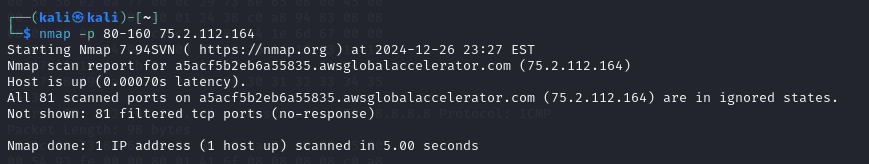 ┌──(kali㉿kali)-[~]
└─$ nmap -p 80-160 75.2.112.164
Starting Nmap 7.94SVN ( https://nmap.org ) at 2024-12-26 23:27 EST
Nmap scan report for a5acf5b2eb6a55835.awsglobalaccelerator.com (75.2.112.164)
Host is up (0.00070s latency).
All 81 scanned ports on a5acf5b2eb6a55835.awsglobalaccelerator.com (75.2.112.164) are in ignored states.
Not shown: 81 filtered tcp ports (no-response)
Nmap done: 1 IP address (1 host up) scanned in 5.00 seconds